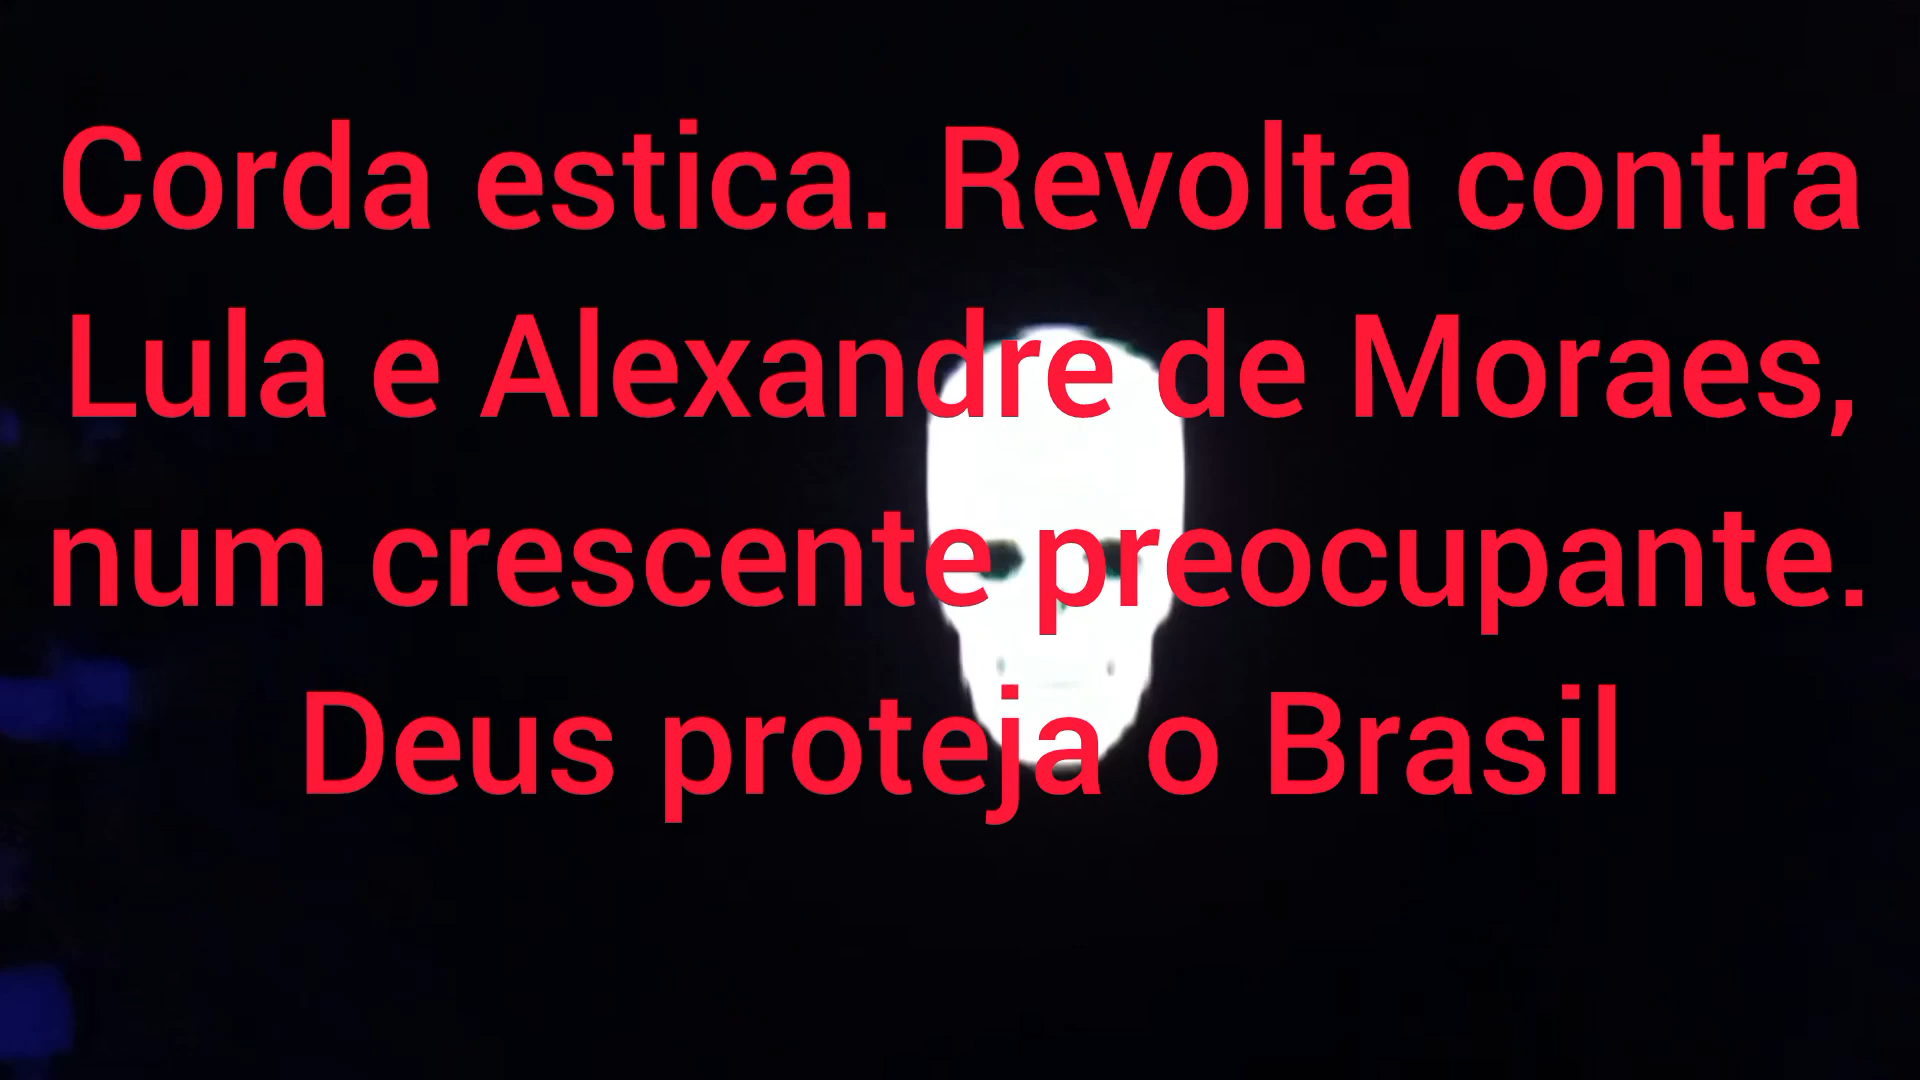 Corda estica. Revolta contra
Lula e Alexandre de Moraes,
num crescente preocupante.
Deus proteja o Brasil